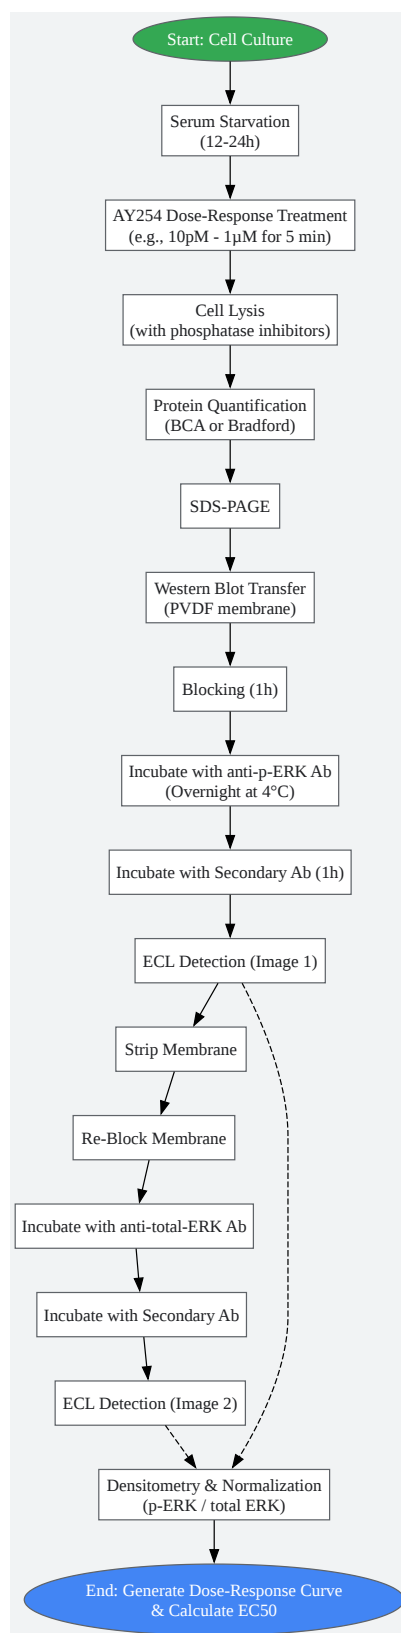 Start: Cell Culture
Serum Starvation
(12-24h)
AY254 Dose-Response Treatment
(e.g., 10pM - 1µM for 5 min)
Cell Lysis
(with phosphatase inhibitors)
Protein Quantification
(BCA or Bradford)
SDS-PAGE
Western Blot Transfer
(PVDF membrane)
Blocking (1h)
Incubate with anti-p-ERK Ab
(Overnight at 4°C)
Incubate with Secondary Ab (1h)
ECL Detection (Image 1)
Strip Membrane
Re-Block Membrane
Incubate with anti-total-ERK Ab
Incubate with Secondary Ab
ECL Detection (Image 2)
Densitometry & Normalization
(p-ERK / total ERK)
End: Generate Dose-Response Curve
& Calculate EC50